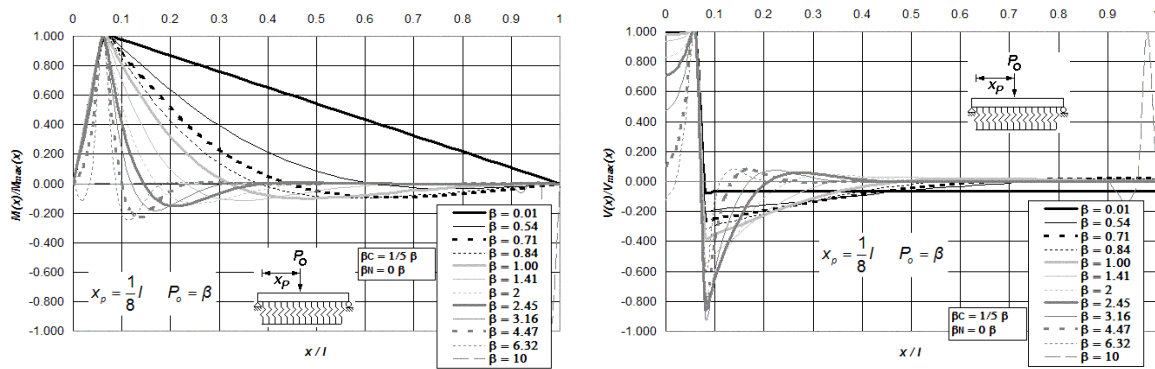 0 0.1 0.2 0.3 0.4 0.5 0.6 0.7 0.8 0.9 1
1.000
0.800
0.600
0.400
0.200
0.000
-0.200
-0.400
-0.600
-0.800
-1.000
M(x)/Mmax(x)
x / l
Po
xP
xp = 1/8 l Po = β
βC = 1/5 β
βN = 0 β
β = 0.01
β = 0.54
β = 0.71
β = 0.84
β = 1.00
β = 1.41
β = 2
β = 2.45
β = 3.16
β = 4.47
β = 6.32
β = 10
0 0.1 0.2 0.3 0.4 0.5 0.6 0.7 0.8 0.9 1
1.000
0.800
0.600
0.400
0.200
0.000
-0.200
-0.400
-0.600
-0.800
-1.000
V(x)/Vmax(x)
x / l
Po
xP
xp = 1/8 l Po = β
βC = 1/5 β
βN = 0 β
β = 0.01
β = 0.54
β = 0.71
β = 0.84
β = 1.00
β = 1.41
β = 2
β = 2.45
β = 3.16
β = 4.47
β = 6.32
β = 10